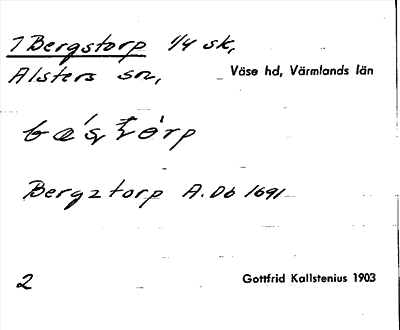 7 Bergstorp 1/4 sk,
Alsters sn, Väse hd, Värmlands län
Bergztorp A.Db 1691
2 Gottfrid Kallstenius 1903